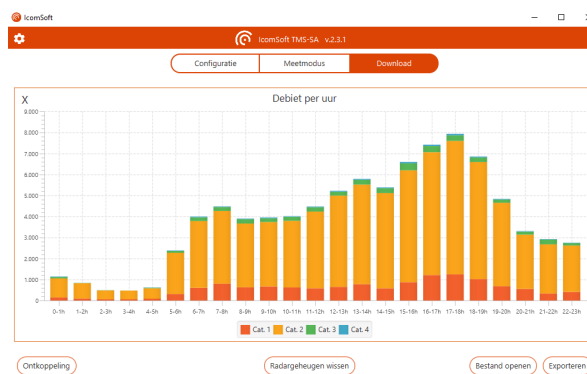 IcomSoft
IcomSoft TMS-SA v.2.3.1
Configuratie Meetmodus Download
X Debiet per uur
9.000
8.000
7.000
6.000
5.000
4.000
3.000
2.000
1.000
0
0-1h 1-2h 2-3h 3-4h 4-5h 5-6h 6-7h 7-8h 8-9h 9-10h 10-11h 11-12h 12-13h 13-14h 14-15h 15-16h 16-17h 17-18h 18-19h 19-20h 20-21h 21-22h 22-23h
Cat. 1 Cat. 2 Cat. 3 Cat. 4
Ontkoppeling Radargeheugen wissen Bestand openen Exporteren